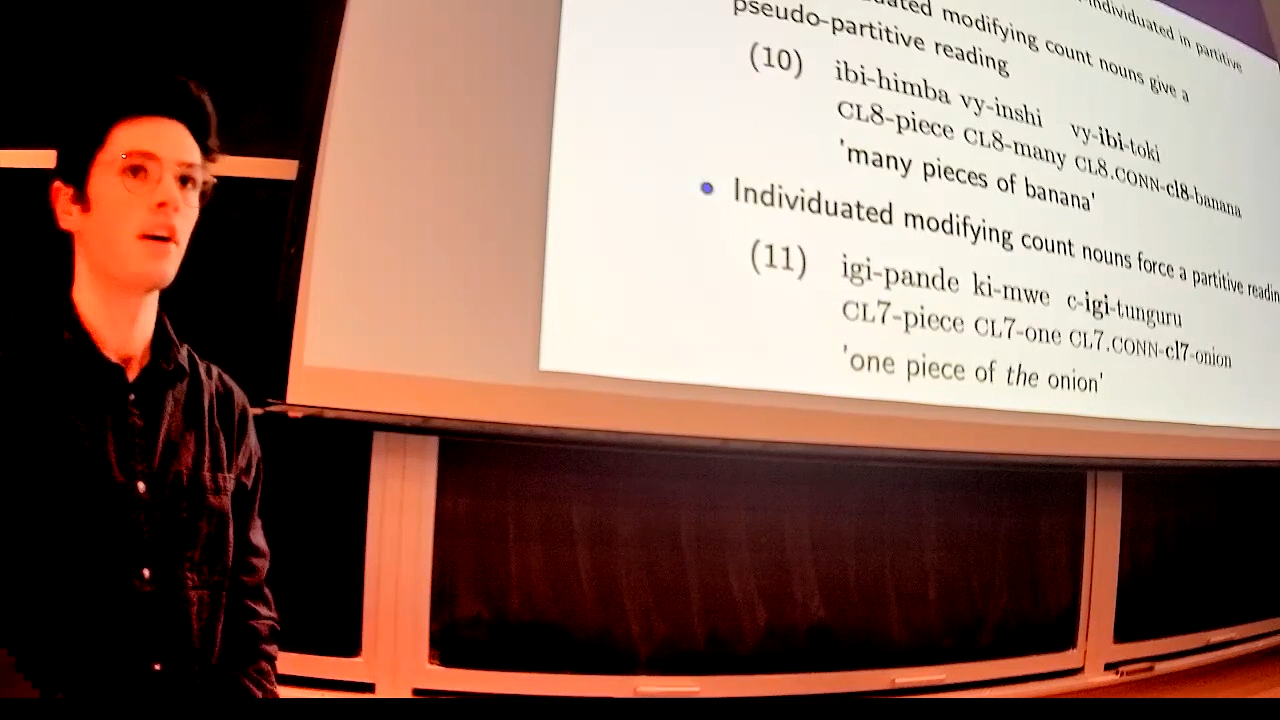 individuated in partitive
modifying count nouns give a
pseudo-partitive reading
(10) ibi-himba vy-inshi vy-ibi-toki
CL8-piece CL8-many CL8.CONN-cl8-banana
'many pieces of banana'
• Individuated modifying count nouns force a partitive
(11) igi-pande ki-mwe c-igi-tunguru
CL7-piece CL7-one CL7.CONN-cl7-onion
'one piece of the onion'